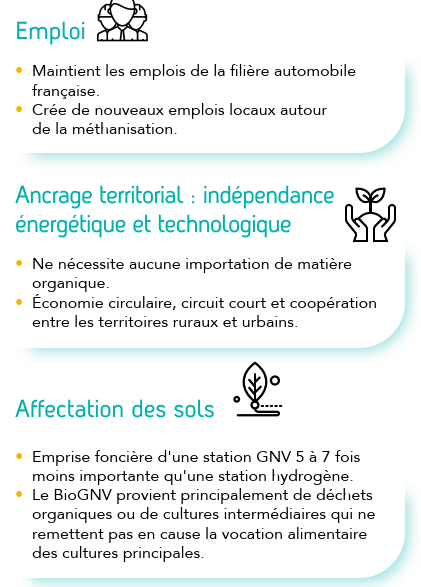 Emploi
• Maintient les emplois de la filière automobile
française.
• Crée de nouveaux emplois locaux autour
de la méthanisation.
Ancrage territorial : indépendance
énergétique et technologique
• Ne nécessite aucune importation de matière
organique.
• Économie circulaire, circuit court et coopération
entre les territoires ruraux et urbains.
Affectation des sols
• Emprise foncière d'une station GNV 5 à 7 fois
moins importante qu'une station hydrogène.
• Le BioGNV provient principalement de déchets
organiques ou de cultures intermédiaires qui ne
remettent pas en cause la vocation alimentaire
des cultures principales.